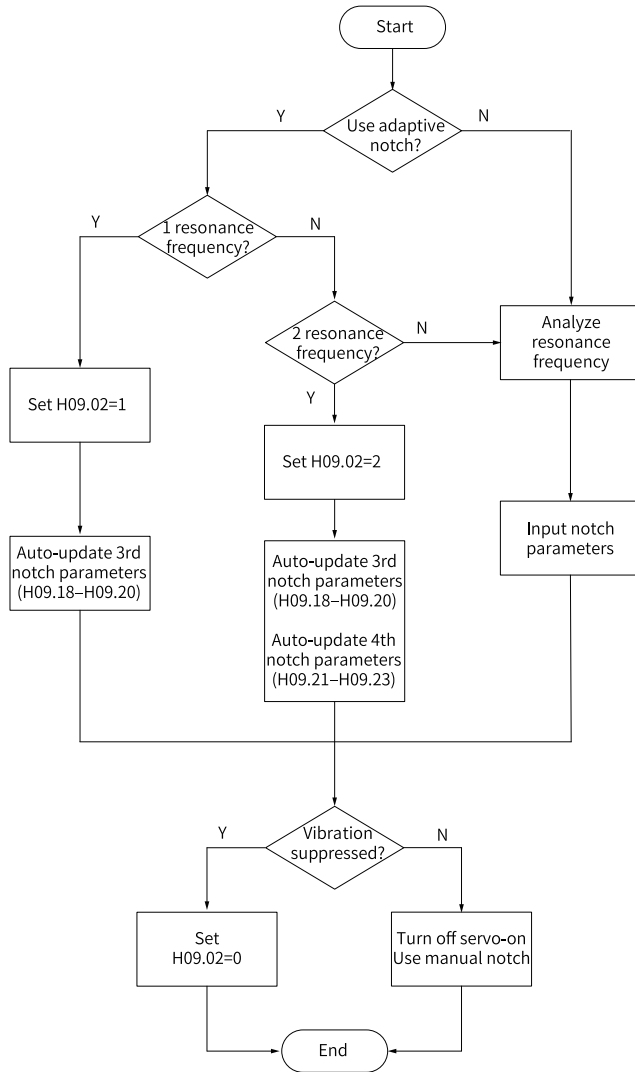 Start
Use adaptive
notch?
Y
N
1 resonance
frequency?
Y
N
2 resonance
frequency?
N
Y
Analyze
resonance
frequency
Set H09.02=1
Set H09.02=2
Input notch
parameters
Auto-update 3rd
notch parameters
(H09.18–H09.20)
Auto-update 3rd
notch parameters
(H09.18–H09.20)
Auto-update 4th
notch parameters
(H09.21–H09.23)
Vibration
suppressed?
Y
N
Set
H09.02=0
Turn off servo-on
Use manual notch
End